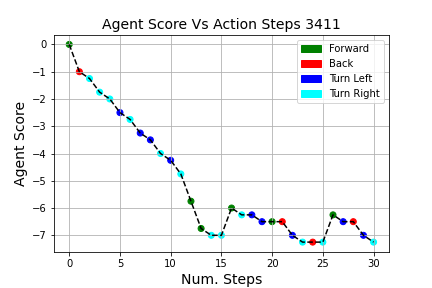 Agent Score Vs Action Steps 3411
Forward
Back
Turn Left
Turn Right
Agent Score
0
−1
−2
−3
−4
−5
−6
−7
0 5 10 15 20 25 30
Num. Steps